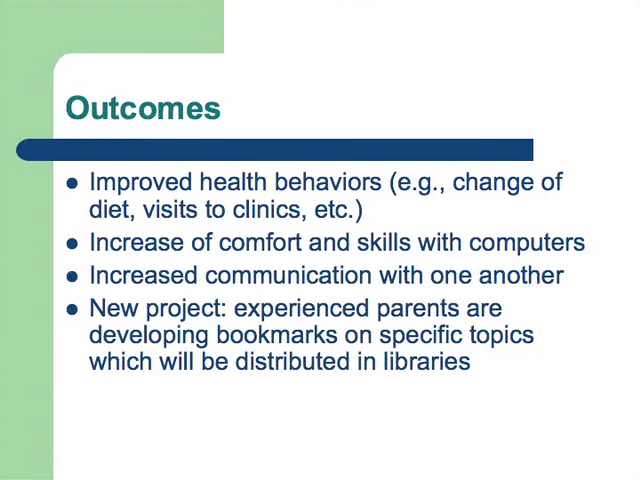 Outcomes
Improved health behaviors (e.g., change of
diet, visits to clinics, etc.)
Increase of comfort and skills with computers
Increased communication with one another
New project: experienced parents are
developing bookmarks on specific topics
which will be distributed in libraries